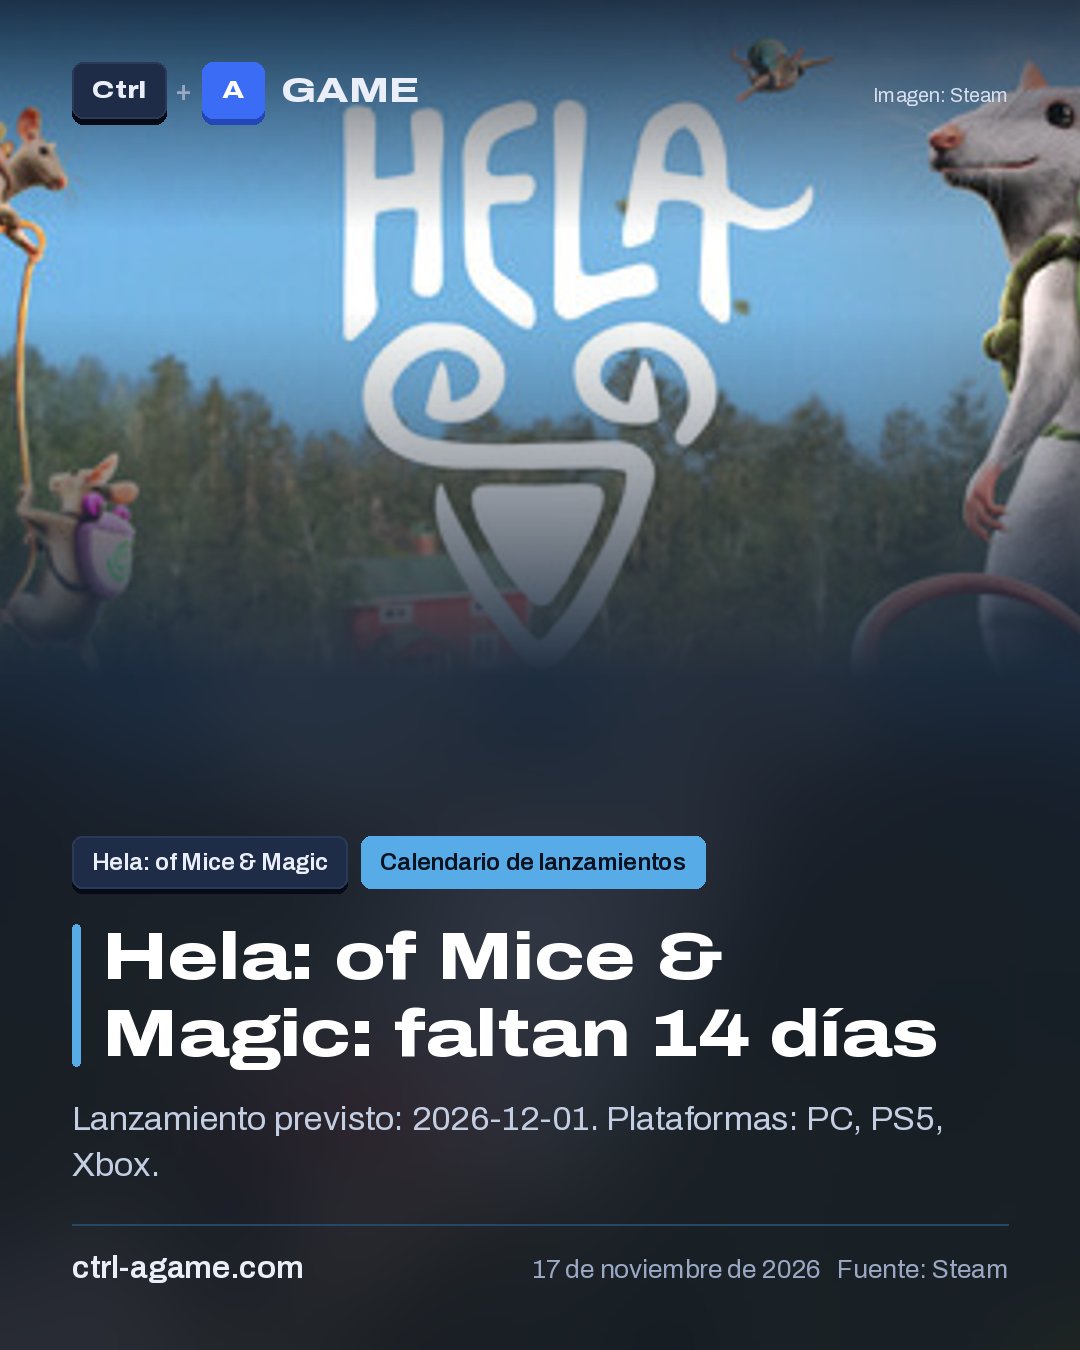 Ctrl + A GAME
Imagen: Steam
HELA
Hela: of Mice & Magic
Calendario de lanzamientos
Hela: of Mice &
Magic: faltan 14 días
Lanzamiento previsto: 2026-12-01. Plataformas: PC, PS5,
Xbox.
ctrl-agame.com
17 de noviembre de 2026 Fuente: Steam